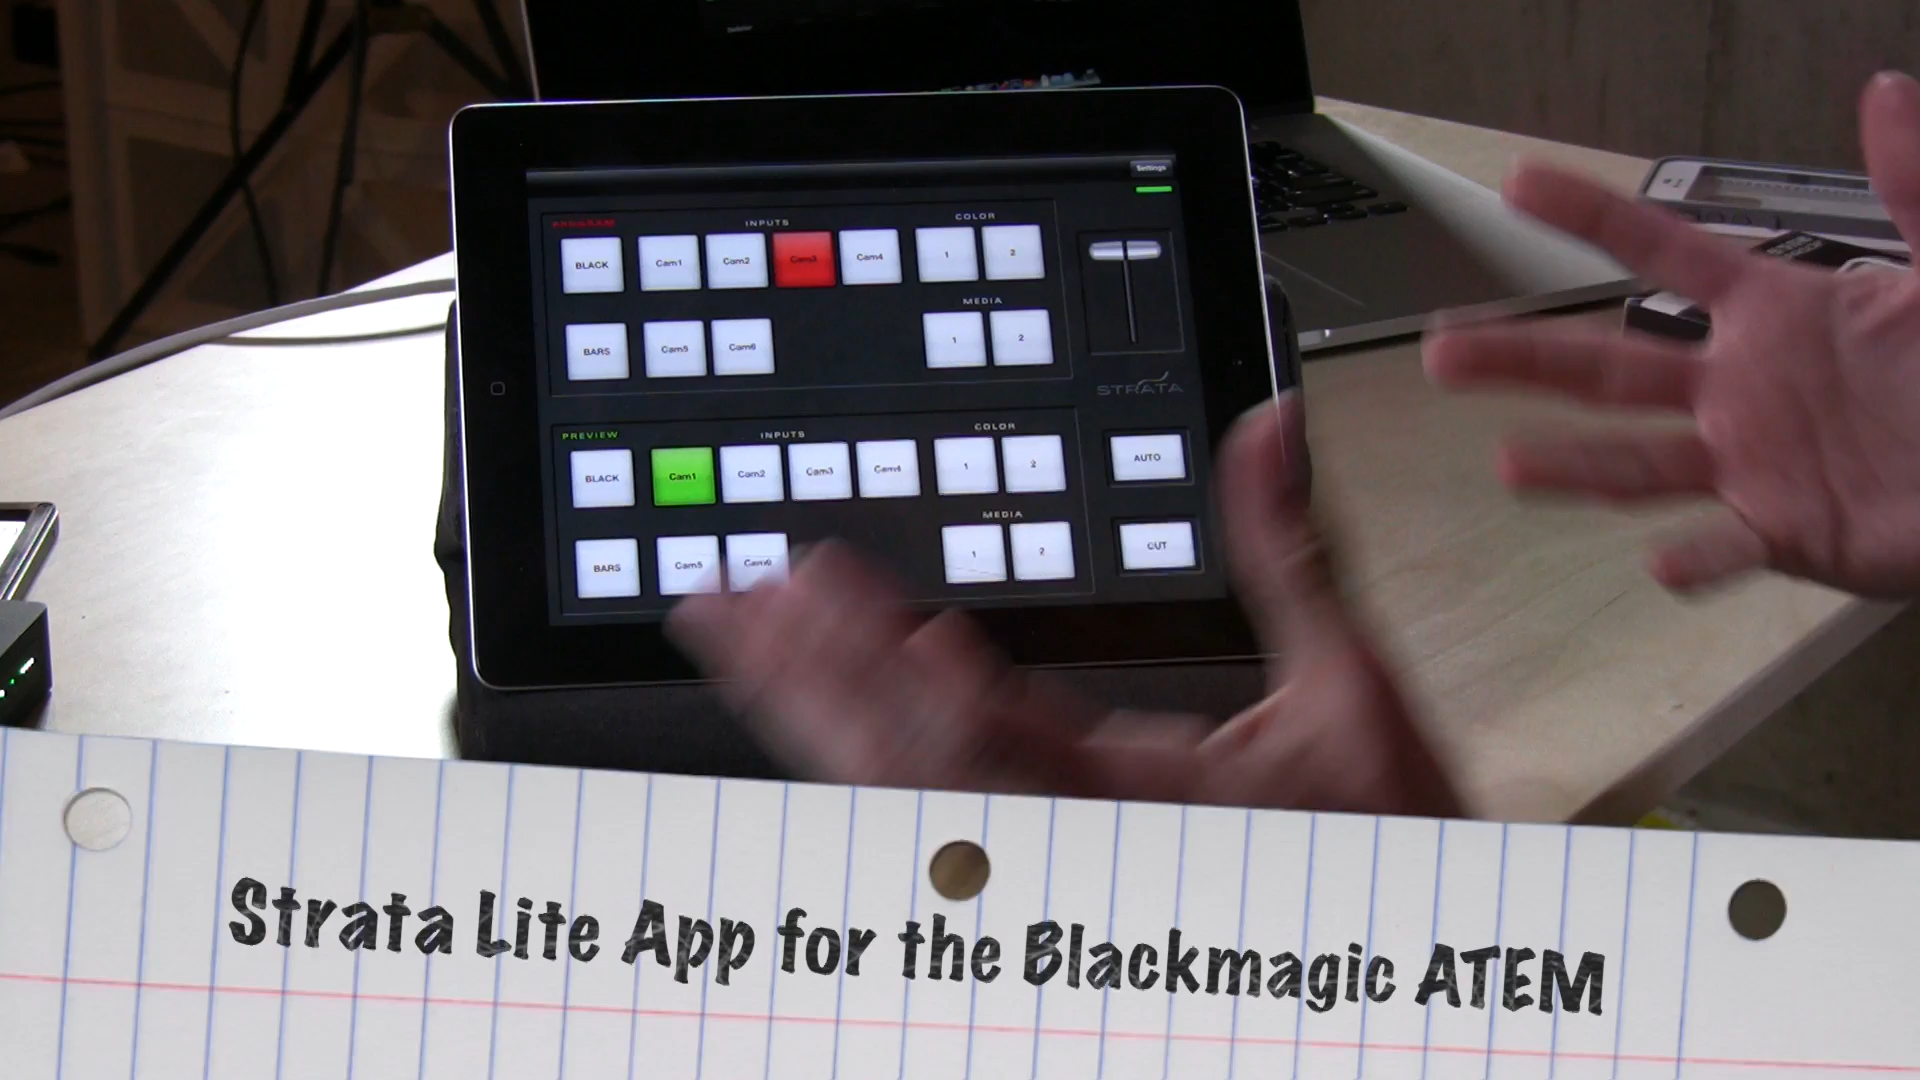 Settings
PROGRAM INPUTS COLOR
BLACK Cam1 Cam2 Cam3 Cam4 1 2
MEDIA
BARS Cam5 Cam6 1 2
STRATA
PREVIEW INPUTS COLOR
BLACK Cam1 Cam2 Cam3 Cam4 1 2
AUTO
MEDIA
BARS Cam5 Cam6 1 2
CUT
Strata Lite App for the Blackmagic ATEM